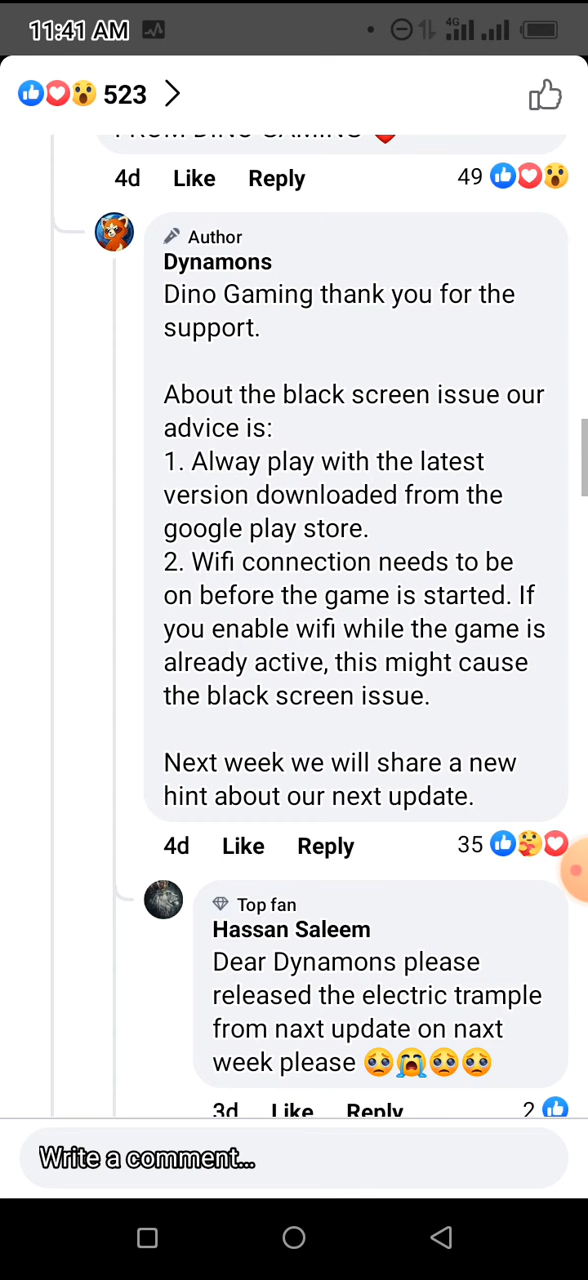 11:41 AM
4G
523
FROM DINO GAMING
4d Like Reply 49
Author
Dynamons
Dino Gaming thank you for the
support.
About the black screen issue our
advice is:
1. Alway play with the latest
version downloaded from the
google play store.
2. Wifi connection needs to be
on before the game is started. If
you enable wifi while the game is
already active, this might cause
the black screen issue.
Next week we will share a new
hint about our next update.
4d Like Reply 35
Top fan
Hassan Saleem
Dear Dynamons please
released the electric trample
from naxt update on naxt
week please 🥺😭🥺🥺
3d Like Reply 2
Write a comment...